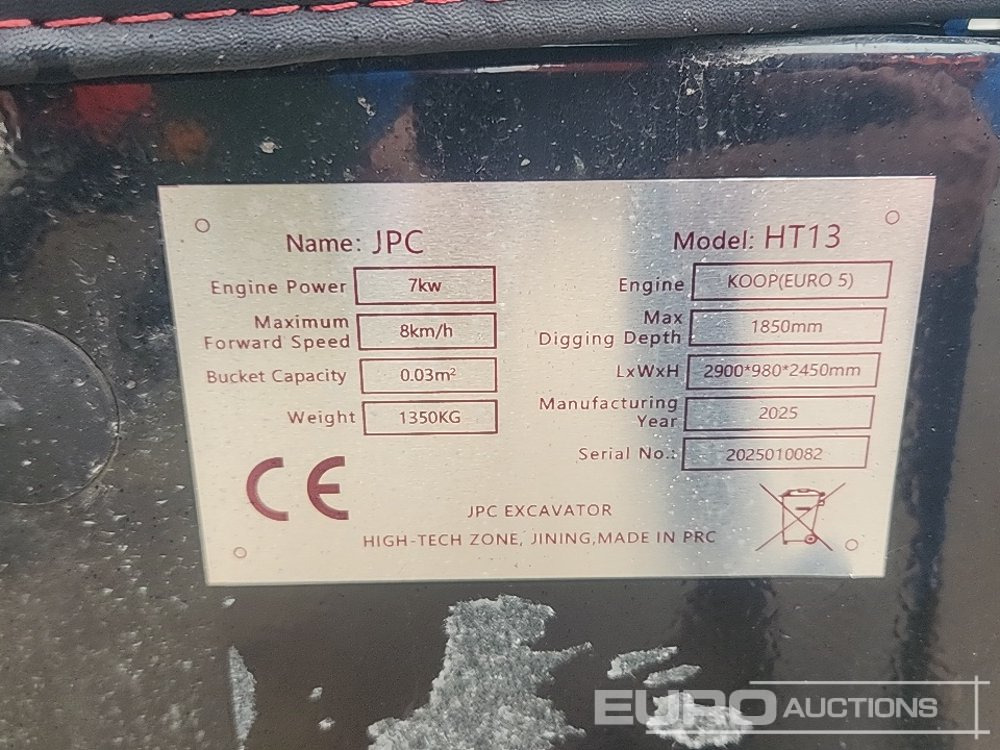 Name: JPC
Model: HT13
Engine Power 7kw
Engine KOOP(EURO 5)
Maximum
Forward Speed 8km/h
Max
Digging Depth 1850mm
Bucket Capacity 0.03m²
LxWxH 2900*980*2450mm
Weight 1350KG
Manufacturing
Year 2025
Serial No.: 2025010082
CE
JPC EXCAVATOR
HIGH-TECH ZONE, JINING,MADE IN PRC
EURO AUCTIONS